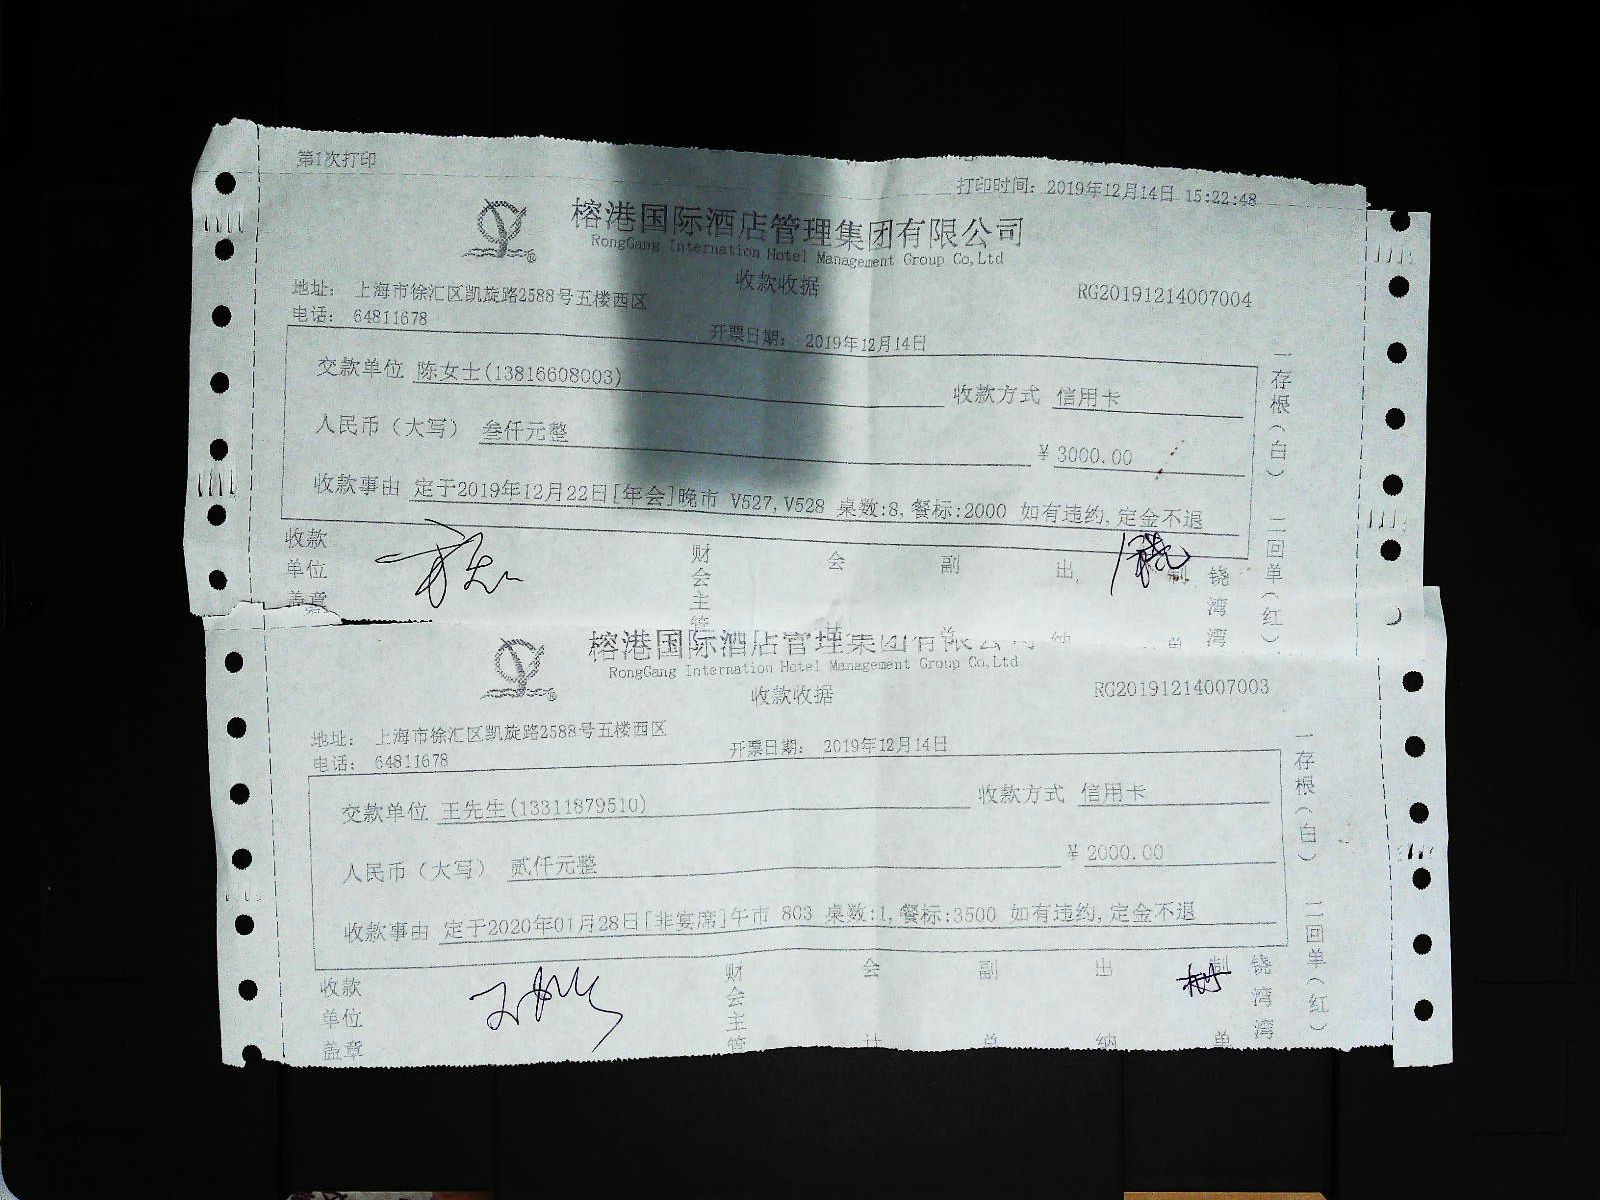 第1次打印
打印时间：2019年12月14日 15:22:48
榕港国际酒店管理集团有限公司
RongGang Internation Hotel Management Group Co,Ltd
收款收据
地址： 上海市徐汇区凯旋路2588号五楼西区
RG20191214007004
电话： 64811678
开票日期： 2019年12月14日
交款单位 陈女士(13816608003)
收款方式 信用卡
人民币（大写） 叁仟元整
¥ 3000.00
收款事由 定于2019年12月22日[年会]晚市 V527,V528 桌数:8,餐标:2000 如有违约,定金不退
收款单位盖章
财会主管
会计
副单
出纳
制单
饶湾湾
一存根（白）
二回单（红）
榕港国际酒店管理集团有限公司
RongGang Internation Hotel Management Group Co,Ltd
收款收据
RG20191214007003
地址： 上海市徐汇区凯旋路2588号五楼西区
电话： 64811678
开票日期： 2019年12月14日
交款单位 王先生(13311879510)
收款方式 信用卡
人民币（大写） 贰仟元整
¥ 2000.00
收款事由 定于2020年01月28日[非宴席]午市 803 桌数:1,餐标:3500 如有违约,定金不退
收款单位盖章
财会主管
会计
副单
出纳
制单
饶湾湾
一存根（白）
二回单（红）